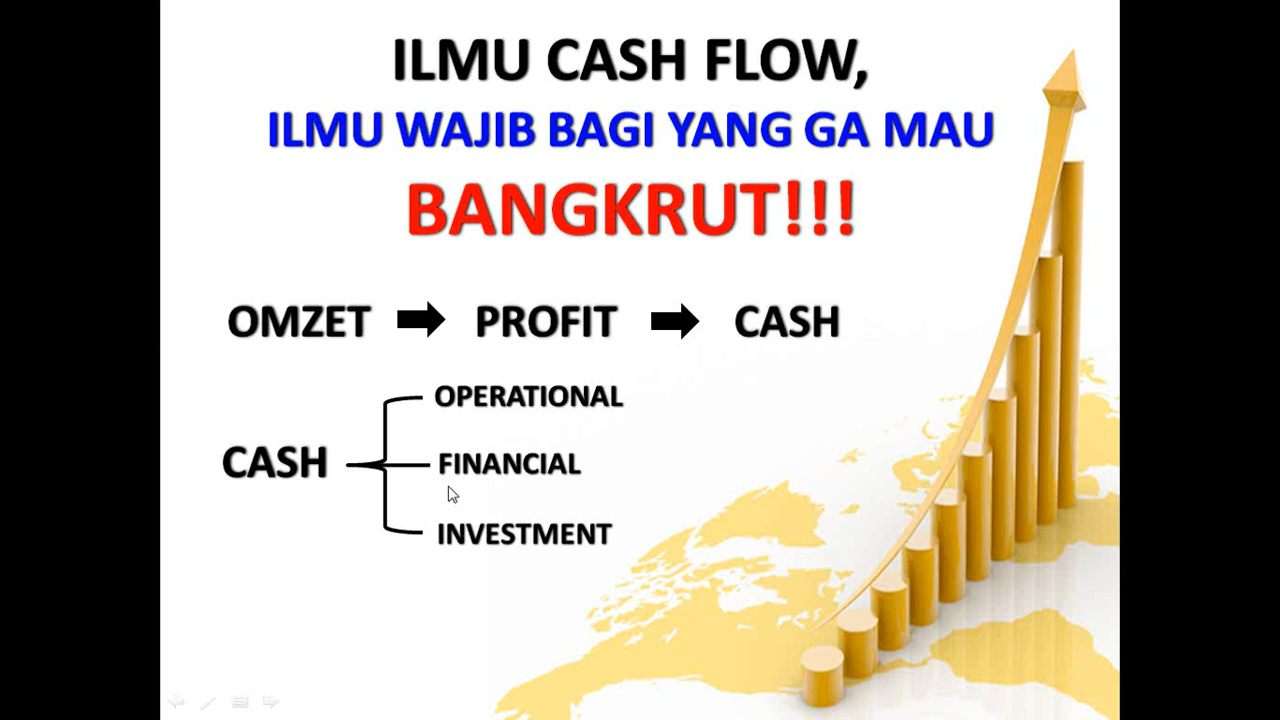 ILMU CASH FLOW,
ILMU WAJIB BAGI YANG GA MAU
BANGKRUT!!!
OMZET PROFIT CASH
OPERATIONAL
CASH FINANCIAL
INVESTMENT